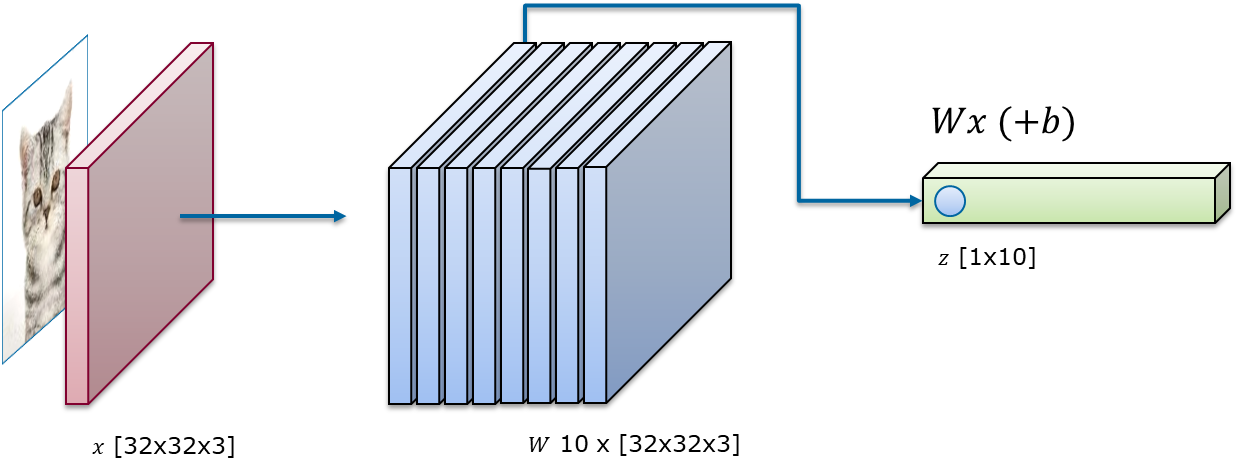 Wx (+b)
z [1x10]
x [32x32x3]
W 10 x [32x32x3]